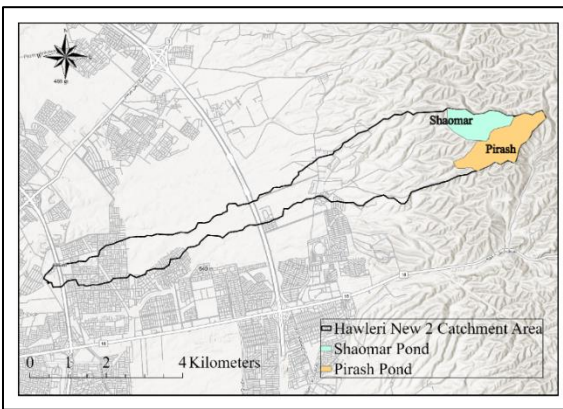 N
Shaomar
Pirash
Hawleri New 2 Catchment Area
Shaomar Pond
Pirash Pond
0 1 2 4 Kilometers